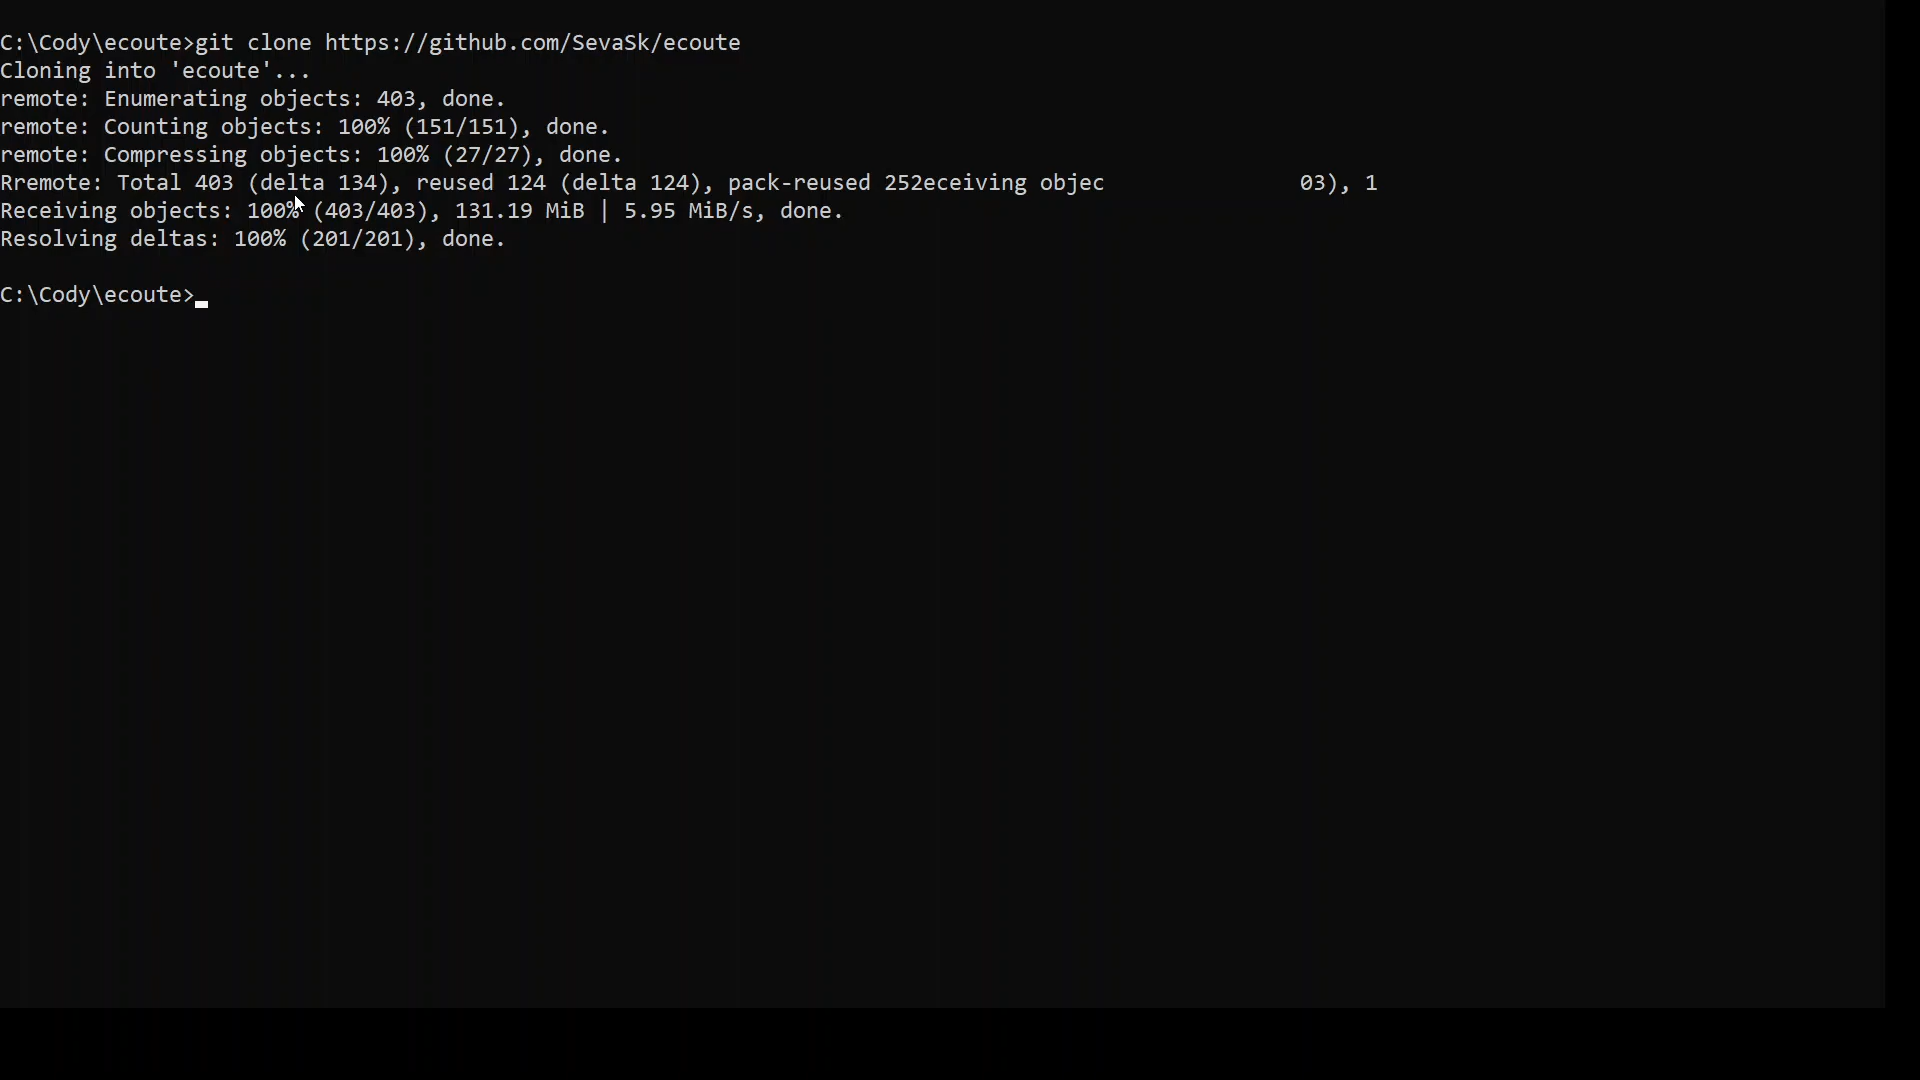 C:\Cody\ecoute>git clone https://github.com/SevaSk/ecoute
Cloning into 'ecoute'...
remote: Enumerating objects: 403, done.
remote: Counting objects: 100% (151/151), done.
remote: Compressing objects: 100% (27/27), done.
Rremote: Total 403 (delta 134), reused 124 (delta 124), pack-reused 252eceiving objec               03), 1
Receiving objects: 100% (403/403), 131.19 MiB | 5.95 MiB/s, done.
Resolving deltas: 100% (201/201), done.
C:\Cody\ecoute>